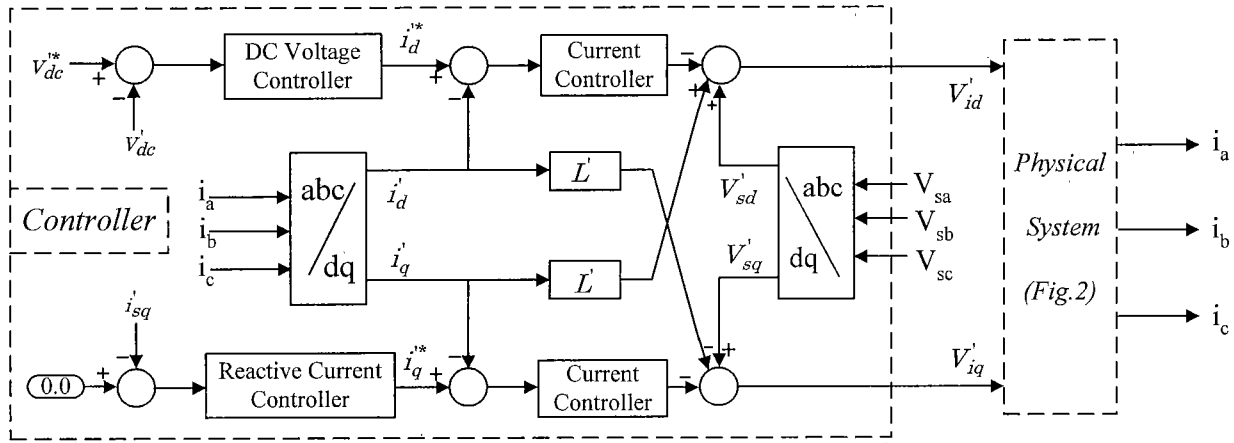 v'*dc
+
−
v'dc
DC Voltage
Controller
i'*d
+
−
Current
Controller
−
+
+
V'id
Controller
ia
ib
ic
abc
dq
i'd
i'q
L'
L'
V'sd
V'sq
abc
dq
Vsa
Vsb
Vsc
Physical
System
(Fig.2)
ia
ib
ic
i'sq
−
+
0.0
Reactive Current
Controller
i'*q
−
+
Current
Controller
−
−
+
V'iq